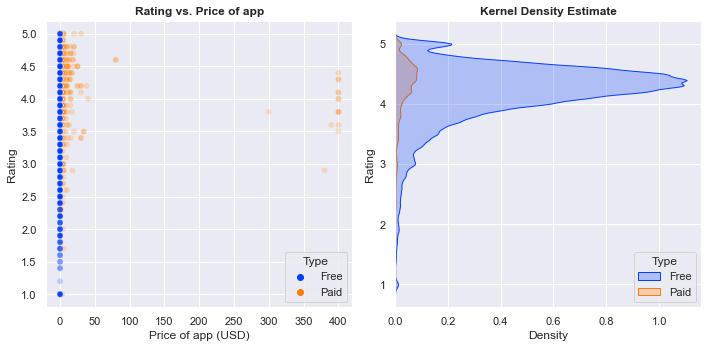 Rating vs. Price of app
Rating
5.0
4.5
4.0
3.5
3.0
2.5
2.0
1.5
1.0
0 50 100 150 200 250 300 350 400
Price of app (USD)
Type
Free
Paid
Kernel Density Estimate
Rating
5
4
3
2
1
0.0 0.2 0.4 0.6 0.8 1.0
Density
Type
Free
Paid